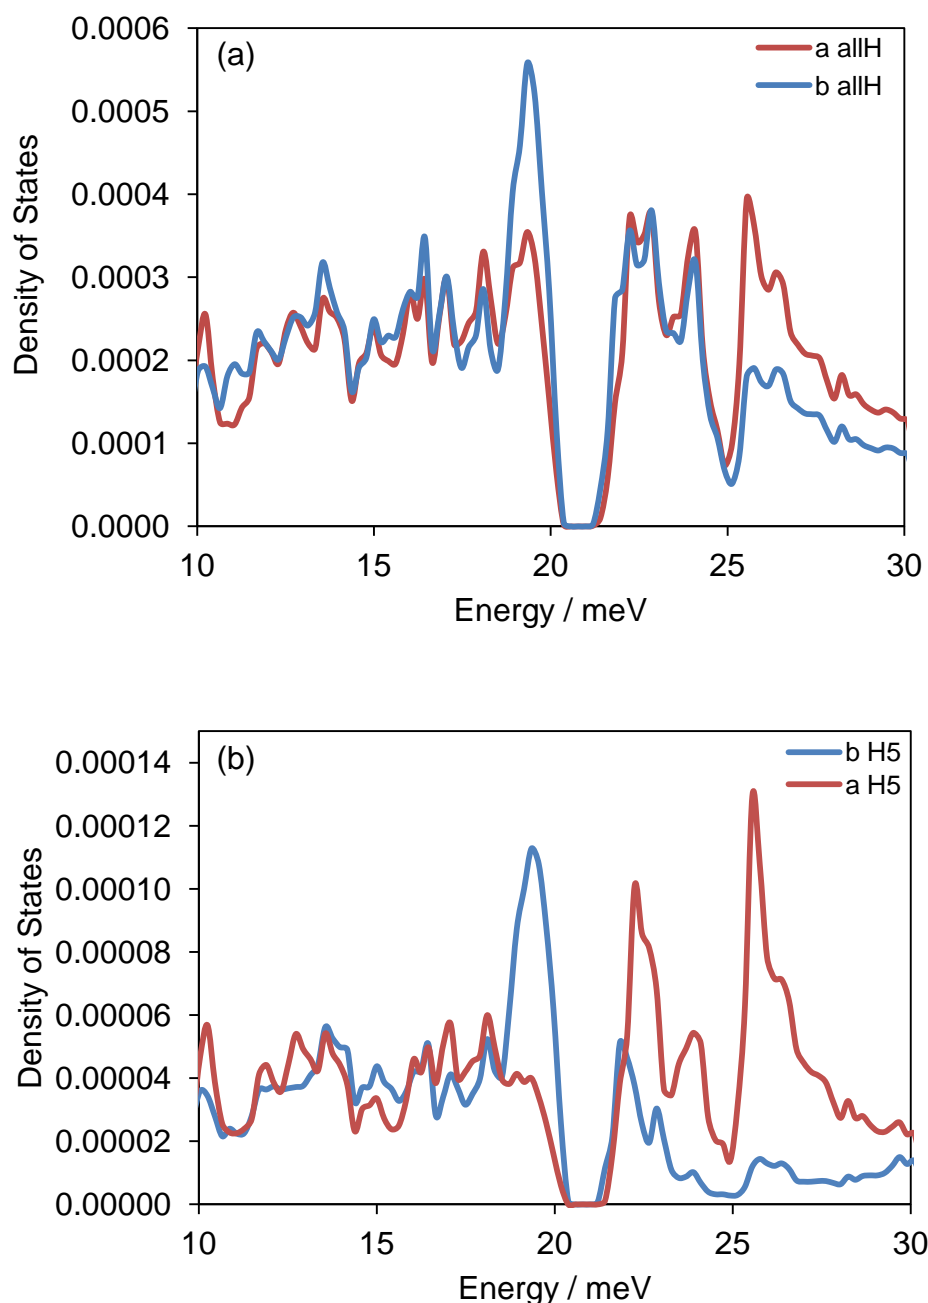 (a)
a allH
b allH
Density of States
0.0006
0.0005
0.0004
0.0003
0.0002
0.0001
0.0000
10 15 20 25 30
Energy / meV
(b)
b H5
a H5
Density of States
0.00014
0.00012
0.00010
0.00008
0.00006
0.00004
0.00002
0.00000
10 15 20 25 30
Energy / meV